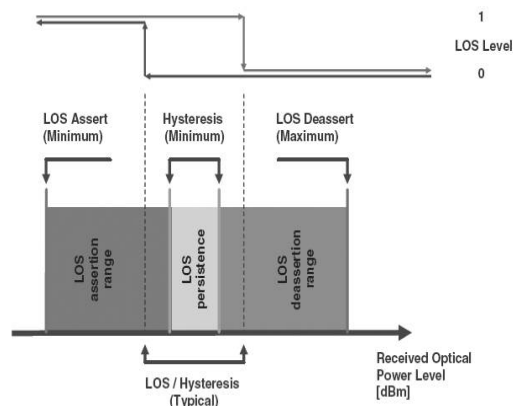 1
LOS Level
0
LOS Assert
(Minimum)
Hysteresis
(Minimum)
LOS Deassert
(Maximum)
LOS
assertion
range
LOS
persistence
LOS
deassertion
range
Received Optical
Power Level
[dBm]
LOS / Hysteresis
(Typical)